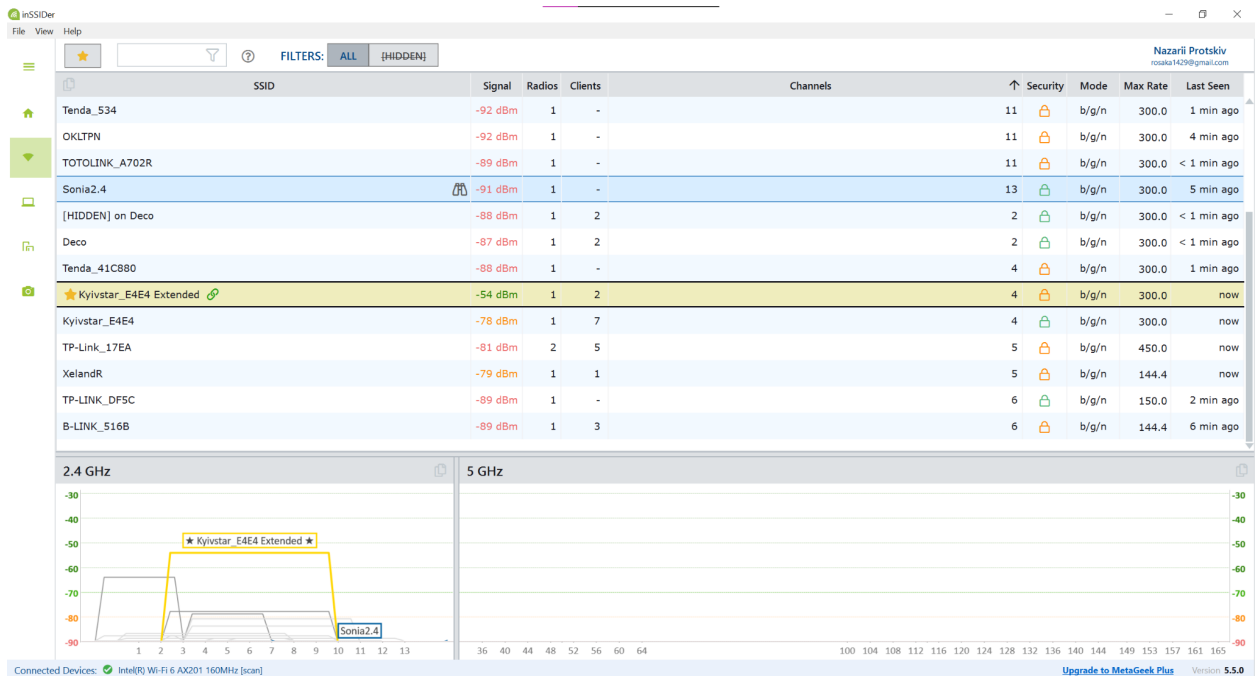 inSSIDer
File View Help
FILTERS: ALL [HIDDEN] Nazarii Protskiv
rosaka1429@gmail.com
SSID Signal Radios Clients Channels Security Mode Max Rate Last Seen
Tenda_534 -92 dBm 1 - 11 b/g/n 300.0 1 min ago
OKLTPN -92 dBm 1 - 11 b/g/n 300.0 4 min ago
TOTOLINK_A702R -89 dBm 1 - 11 b/g/n 300.0 < 1 min ago
Sonia2.4 -91 dBm 1 - 13 b/g/n 300.0 5 min ago
[HIDDEN] on Deco -88 dBm 1 2 2 b/g/n 300.0 < 1 min ago
Deco -87 dBm 1 2 2 b/g/n 300.0 < 1 min ago
Tenda_41C880 -88 dBm 1 - 4 b/g/n 300.0 1 min ago
Kyivstar_E4E4 Extended -54 dBm 1 2 4 b/g/n 300.0 now
Kyivstar_E4E4 -78 dBm 1 7 4 b/g/n 300.0 now
TP-Link_17EA -81 dBm 2 5 5 b/g/n 450.0 now
XelandR -79 dBm 1 1 5 b/g/n 144.4 now
TP-LINK_DF5C -89 dBm 1 - 6 b/g/n 150.0 2 min ago
B-LINK_516B -89 dBm 1 3 6 b/g/n 144.4 6 min ago
2.4 GHz 5 GHz
-30 -30
-40 -40
★ Kyivstar_E4E4 Extended ★
-50 -50
-60 -60
-70 -70
-80 -80
Sonia2.4
-90 -90
1 2 3 4 5 6 7 8 9 10 11 12 13 36 40 44 48 52 56 60 64 100 104 108 112 116 120 124 128 132 136 140 144 149 153 157 161 165
Connected Devices: Intel(R) Wi-Fi 6 AX201 160MHz [scan] Upgrade to MetaGeek Plus Version 5.5.0